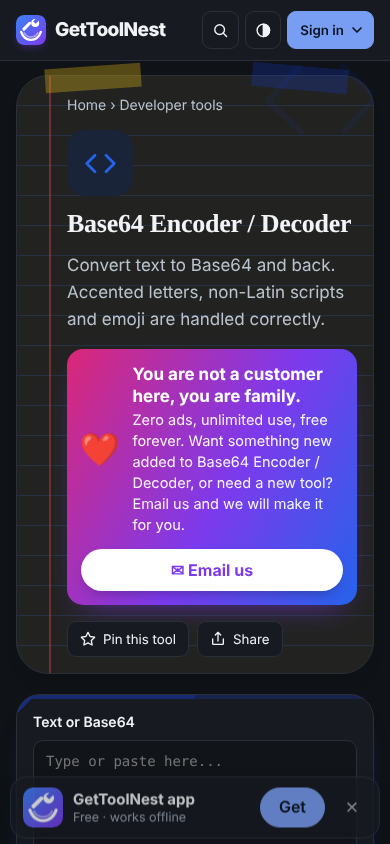 GetToolNest
Sign in
Home › Developer tools
Base64 Encoder / Decoder
Convert text to Base64 and back.
Accented letters, non-Latin scripts
and emoji are handled correctly.
You are not a customer
here, you are family.
Zero ads, unlimited use, free
forever. Want something new
added to Base64 Encoder /
Decoder, or need a new tool?
Email us and we will make it
for you.
✉ Email us
Pin this tool
Share
Text or Base64
Type or paste here...
GetToolNest app
Free · works offline
Get